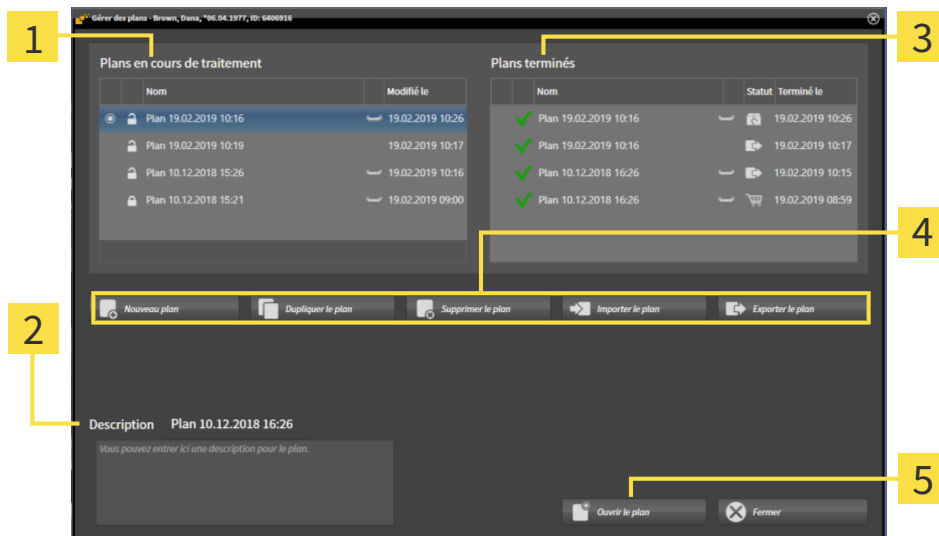 Gérer des plans - Brown, Dana, *06.04.1977, ID: 6406916
1
3
Plans en cours de traitement
Plans terminés
Nom Modifié le
Nom Statut Terminé le
Plan 19.02.2019 10:16 19.02.2019 10:26
Plan 19.02.2019 10:16 19.02.2019 10:26
Plan 19.02.2019 10:19 19.02.2019 10:17
Plan 19.02.2019 10:16 19.02.2019 10:17
Plan 10.12.2018 15:26 19.02.2019 10:16
Plan 10.12.2018 16:26 19.02.2019 10:15
Plan 10.12.2018 15:21 19.02.2019 09:00
Plan 10.12.2018 16:26 19.02.2019 08:59
4
Nouveau plan Dupliquer le plan Supprimer le plan Importer le plan Exporter le plan
2
Description Plan 10.12.2018 16:26
Vous pouvez entrer ici une description pour le plan.
5
Ouvrir le plan Fermer